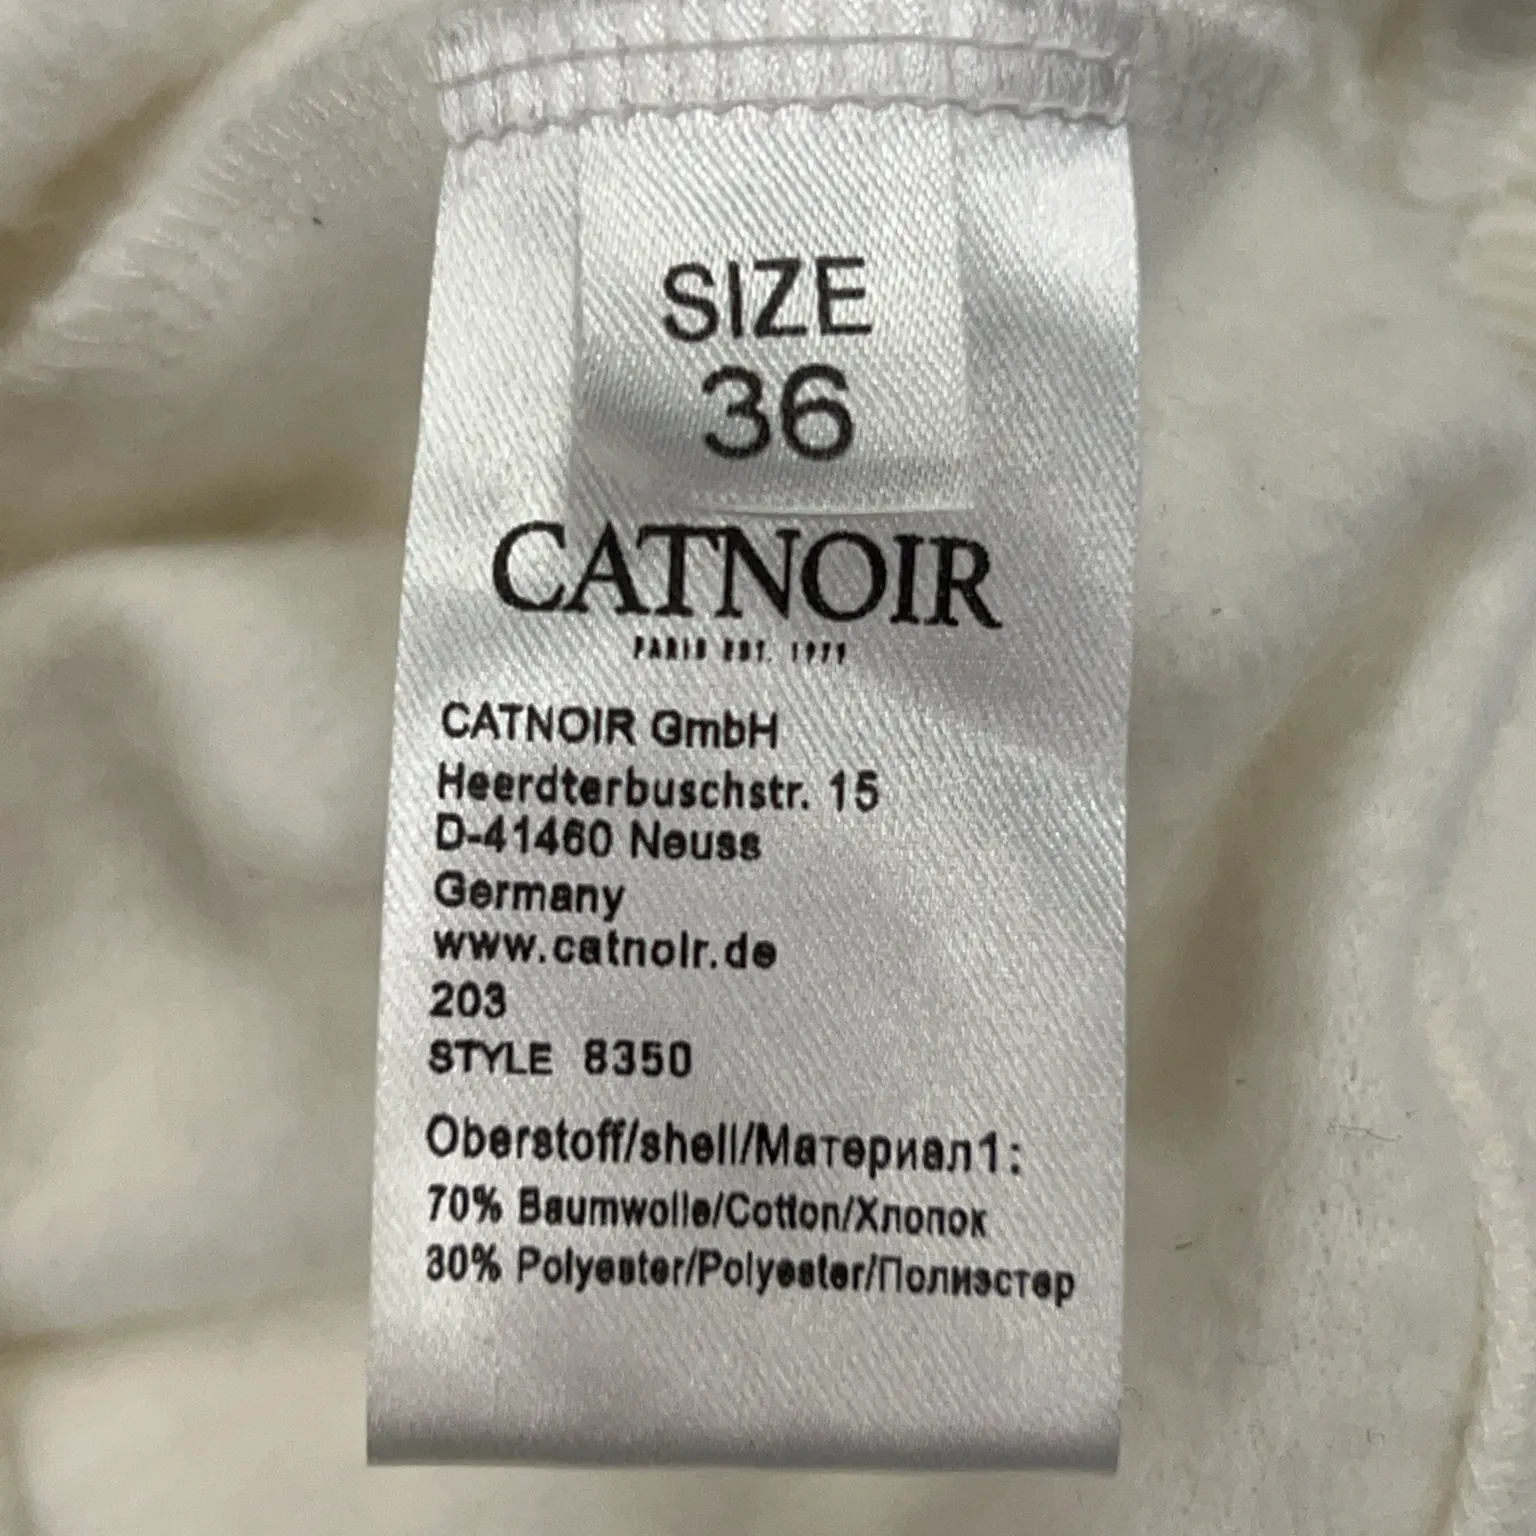 SIZE
36
CATNOIR
PARIS EST. 1979
CATNOIR GmbH
Heerdterbuschstr. 15
D-41460 Neuss
Germany
www.catnoir.de
203
STYLE 8350
Oberstoff/shell/Материал1:
70% Baumwolle/Cotton/Хлопок
30% Polyester/Polyester/Полиэстер